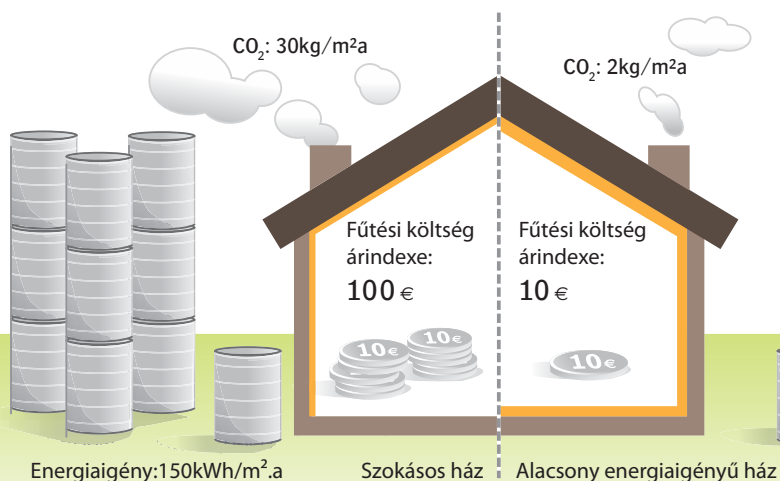 CO₂: 30kg/m²a
CO₂: 2kg/m²a
Fűtési költség
árindexe:
100 €
Fűtési költség
árindexe:
10 €
10€
10€
10€
Energiaigény:150kWh/m².a
Szokásos ház
Alacsony energiaigényű ház